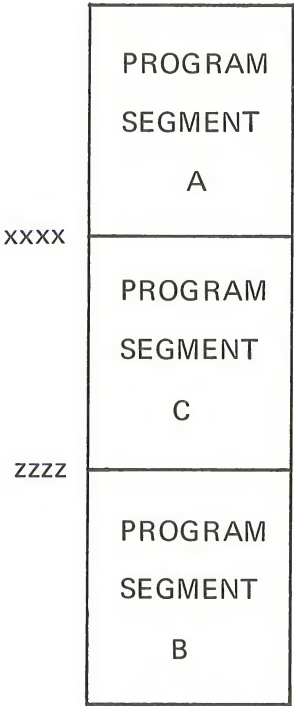 PROGRAM
SEGMENT
A
xxxx
PROGRAM
SEGMENT
C
zzzz
PROGRAM
SEGMENT
B